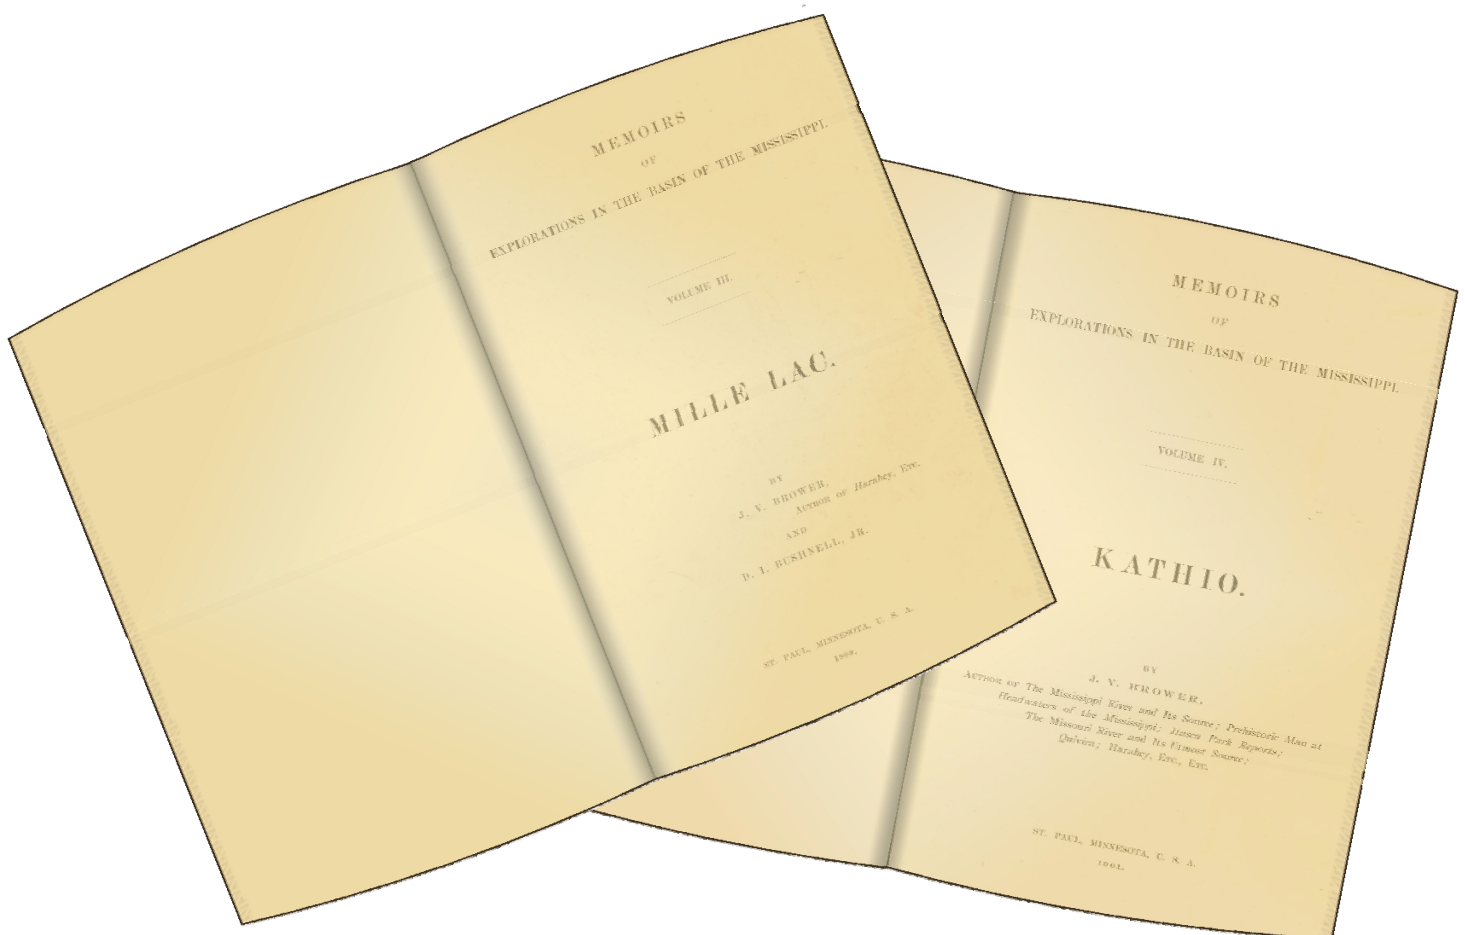 MEMOIRS
OF
EXPLORATIONS IN THE BASIN OF THE MISSISSIPPI.
VOLUME III.
MILLE LAC.
BY
J. V. BROWER,
AUTHOR OF Harahey, Etc.
AND
D. I. BUSHNELL, JR.
ST. PAUL, MINNESOTA, U. S. A.
1900.
MEMOIRS
OF
EXPLORATIONS IN THE BASIN OF THE MISSISSIPPI.
VOLUME IV.
KATHIO.
BY
J. V. BROWER,
AUTHOR OF The Mississippi River and Its Source; Prehistoric Man at
Headwaters of the Mississippi; Itasca Park Reports;
The Missouri River and Its Utmost Source;
Quivira; Harahey, Etc., Etc.
ST. PAUL, MINNESOTA, U. S. A.
1901.